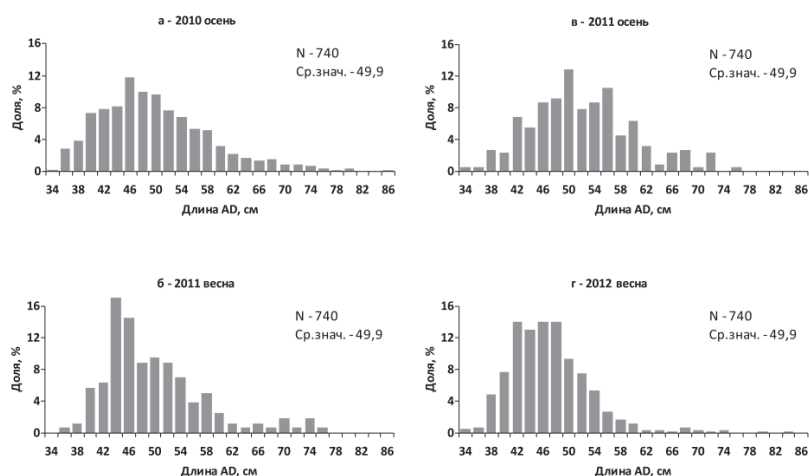 а - 2010 осень
16
12
8
4
0
Доля, %
N - 740
Ср.знач. - 49,9
34 38 42 46 50 54 58 62 66 70 74 78 82 86
Длина AD, см
в - 2011 осень
16
12
8
4
0
Доля, %
N - 740
Ср.знач. - 49,9
34 38 42 46 50 54 58 62 66 70 74 78 82 86
Длина AD, см
б - 2011 весна
16
12
8
4
0
Доля, %
N - 740
Ср.знач. - 49,9
34 38 42 46 50 54 58 62 66 70 74 78 82 86
Длина AD, см
г - 2012 весна
16
12
8
4
0
Доля, %
N - 740
Ср.знач. - 49,9
34 38 42 46 50 54 58 62 66 70 74 78 82 86
Длина AD, см